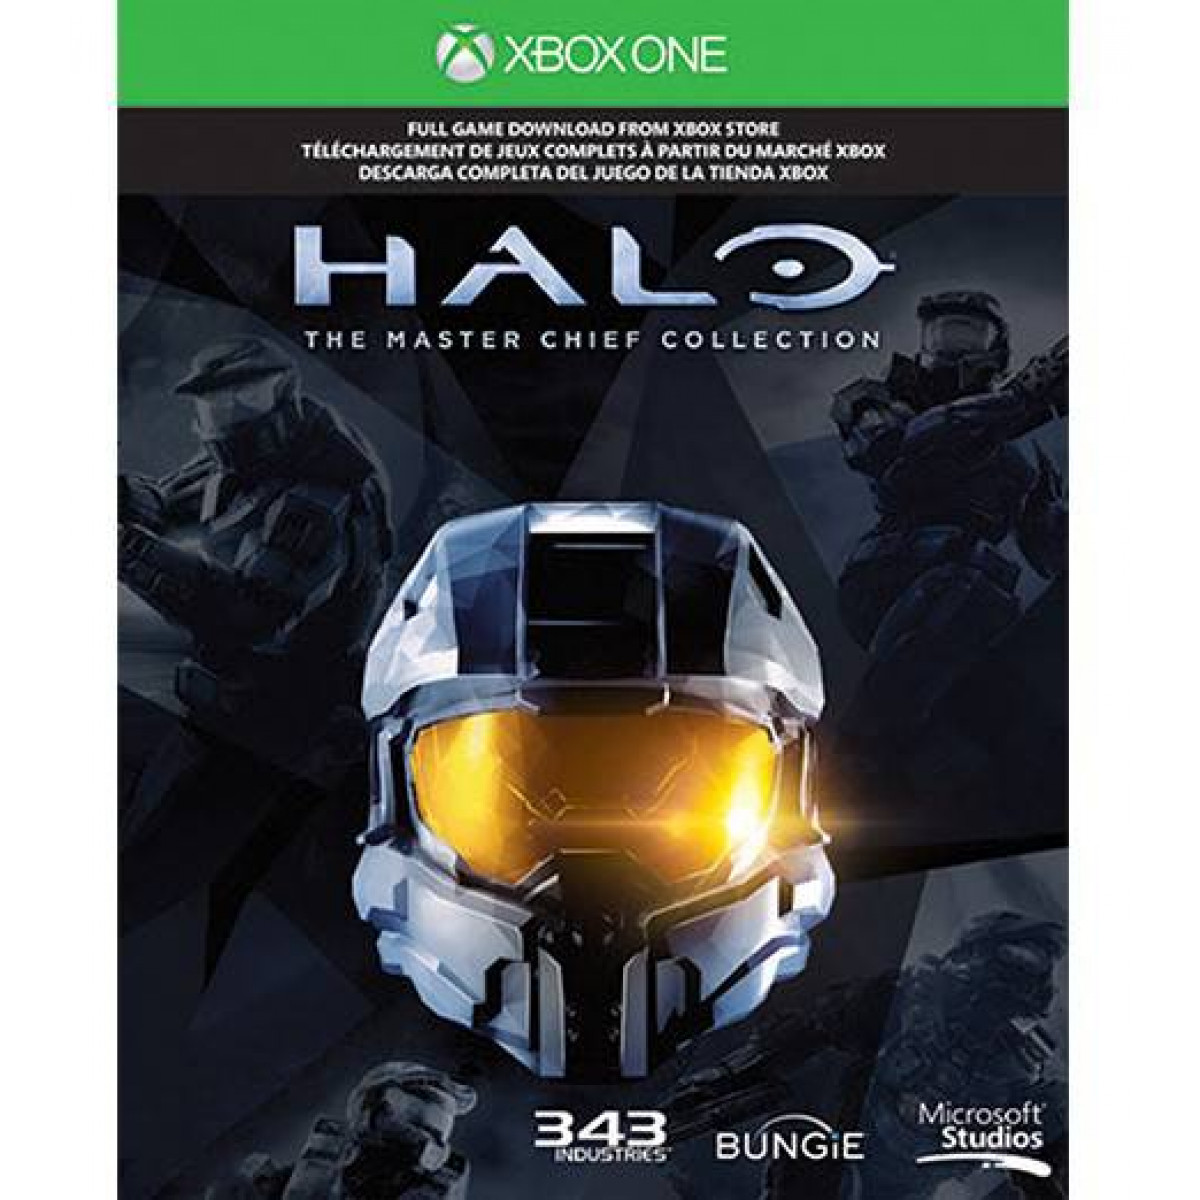 XBOX ONE
FULL GAME DOWNLOAD FROM XBOX STORE
TÉLÉCHARGEMENT DE JEUX COMPLETS À PARTIR DU MARCHÉ XBOX
DESCARGA COMPLETA DEL JUEGO DE LA TIENDA XBOX
HALO
THE MASTER CHIEF COLLECTION
343
INDUSTRIES
BUNGiE
Microsoft
Studios